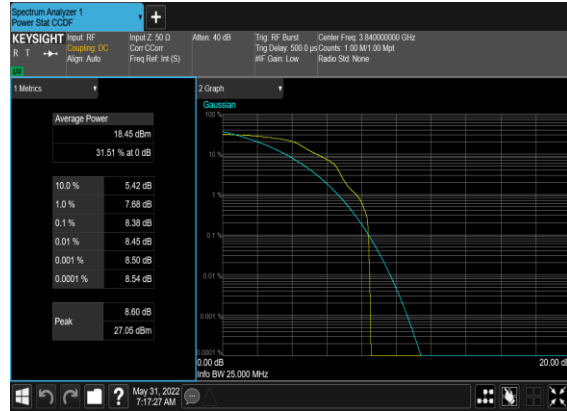 Spectrum Analyzer 1
Power Stat CCDF
KEYSIGHT
R T
Input: RF
Coupling: DC
Align: Auto
Input Z: 50 Ω
Corr CCorr
Freq Ref: Int (S)
Atten: 40 dB
Trig: RF Burst
Trig Delay: 500.0 µs
#IF Gain: Low
Center Freq: 3.840000000 GHz
Counts: 1.00 M/1.00 Mpt
Radio Std: None
1 Metrics
Average Power
18.45 dBm
31.51 % at 0 dB
10.0 % 5.42 dB
1.0 % 7.68 dB
0.1 % 8.38 dB
0.01 % 8.45 dB
0.001 % 8.50 dB
0.0001 % 8.54 dB
Peak
8.60 dB
27.05 dBm
2 Graph
Gaussian
100 %
10 %
1 %
0.1 %
0.01 %
0.001 %
0.0001 %
0.00 dB
20.00 dB
Info BW 25.000 MHz
?
May 31, 2022
7:17:27 AM